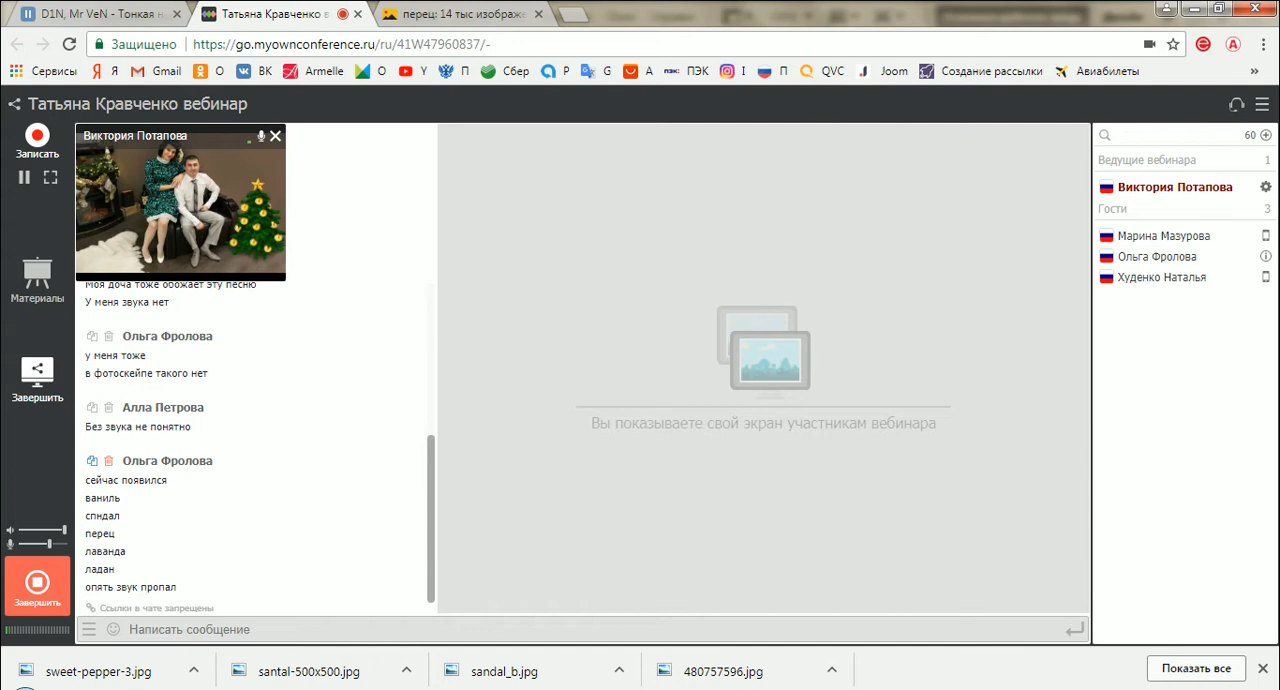 D1N, Mr VeN - Тонкая н
Татьяна Кравченко в
перец: 14 тыс изображе
Защищено
https://go.myownconference.ru/ru/41W47960837/-
Сервисы
Я
Gmail
О
ВК
Armelle
О
У
П
Сбер
Р
G
А
ПЭК
I
П
QVC
Joom
Создание рассылки
Авиабилеты
»
Татьяна Кравченко вебинар
Записать
Материалы
Завершить
Завершить
Виктория Потапова
Моя доча тоже обожает эту песню
У меня звука нет
Ольга Фролова
у меня тоже
в фотоскейпе такого нет
Алла Петрова
Без звука не понятно
Ольга Фролова
сейчас появился
ваниль
спндал
перец
лаванда
ладан
опять звук пропал
Ссылки в чате запрещены
Написать сообщение
Вы показываете свой экран участникам вебинара
60
Ведущие вебинара 1
Виктория Потапова
Гости 3
Марина Мазурова
Ольга Фролова
Худенко Наталья
sweet-pepper-3.jpg
santal-500x500.jpg
sandal_b.jpg
480757596.jpg
Показать все